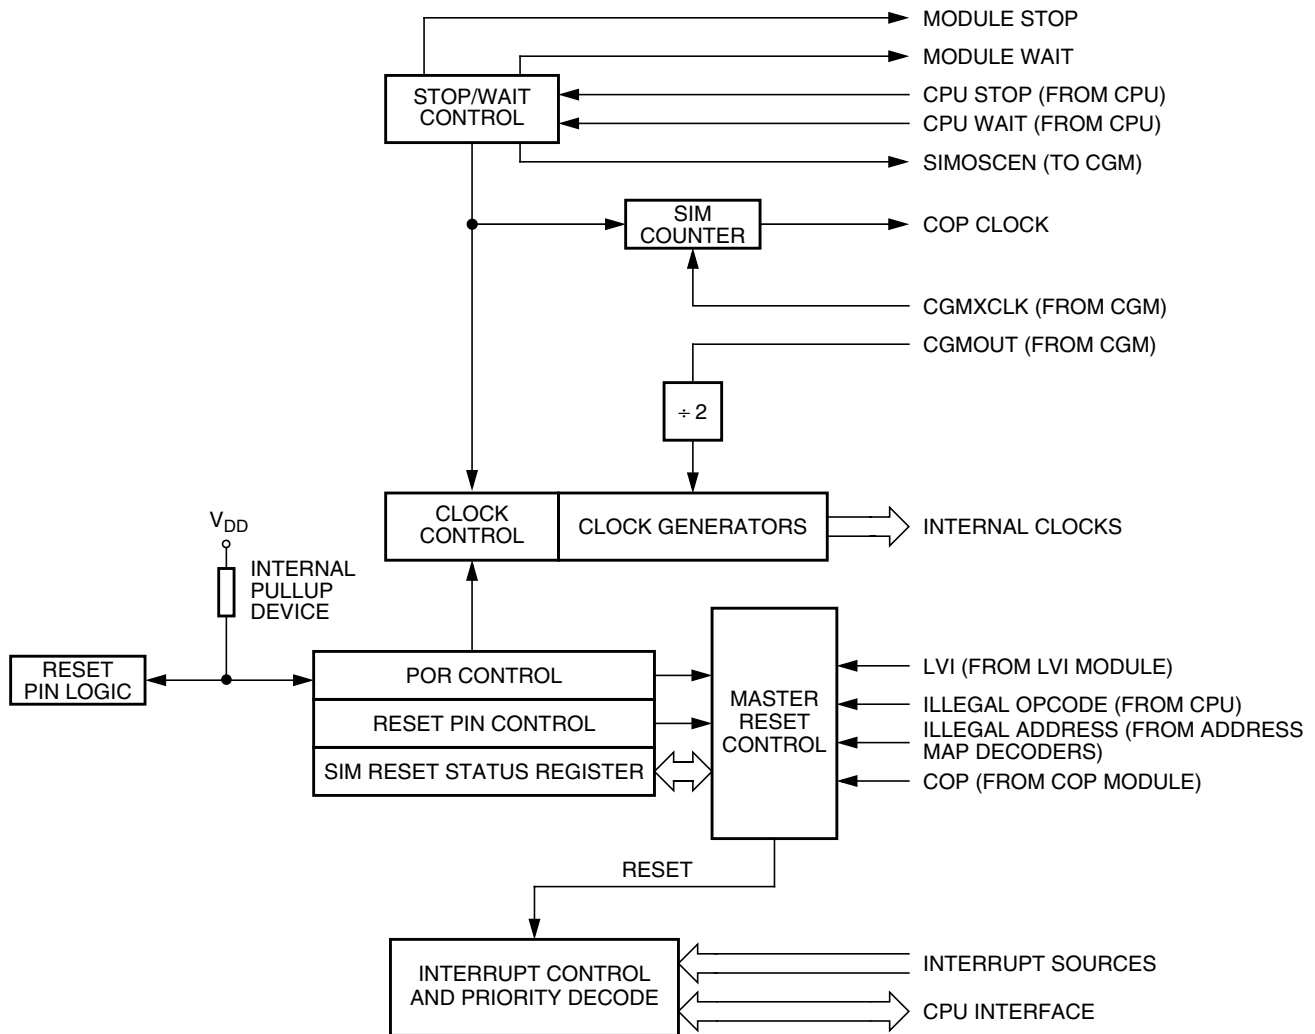 MODULE STOP
MODULE WAIT
STOP/WAIT
CONTROL
CPU STOP (FROM CPU)
CPU WAIT (FROM CPU)
SIMOSCEN (TO CGM)
SIM
COUNTER
COP CLOCK
CGMXCLK (FROM CGM)
CGMOUT (FROM CGM)
÷ 2
CLOCK
CONTROL
CLOCK GENERATORS
INTERNAL CLOCKS
VDD
INTERNAL
PULLUP
DEVICE
RESET
PIN LOGIC
POR CONTROL
RESET PIN CONTROL
SIM RESET STATUS REGISTER
MASTER
RESET
CONTROL
LVI (FROM LVI MODULE)
ILLEGAL OPCODE (FROM CPU)
ILLEGAL ADDRESS (FROM ADDRESS
MAP DECODERS)
COP (FROM COP MODULE)
RESET
INTERRUPT CONTROL
AND PRIORITY DECODE
INTERRUPT SOURCES
CPU INTERFACE